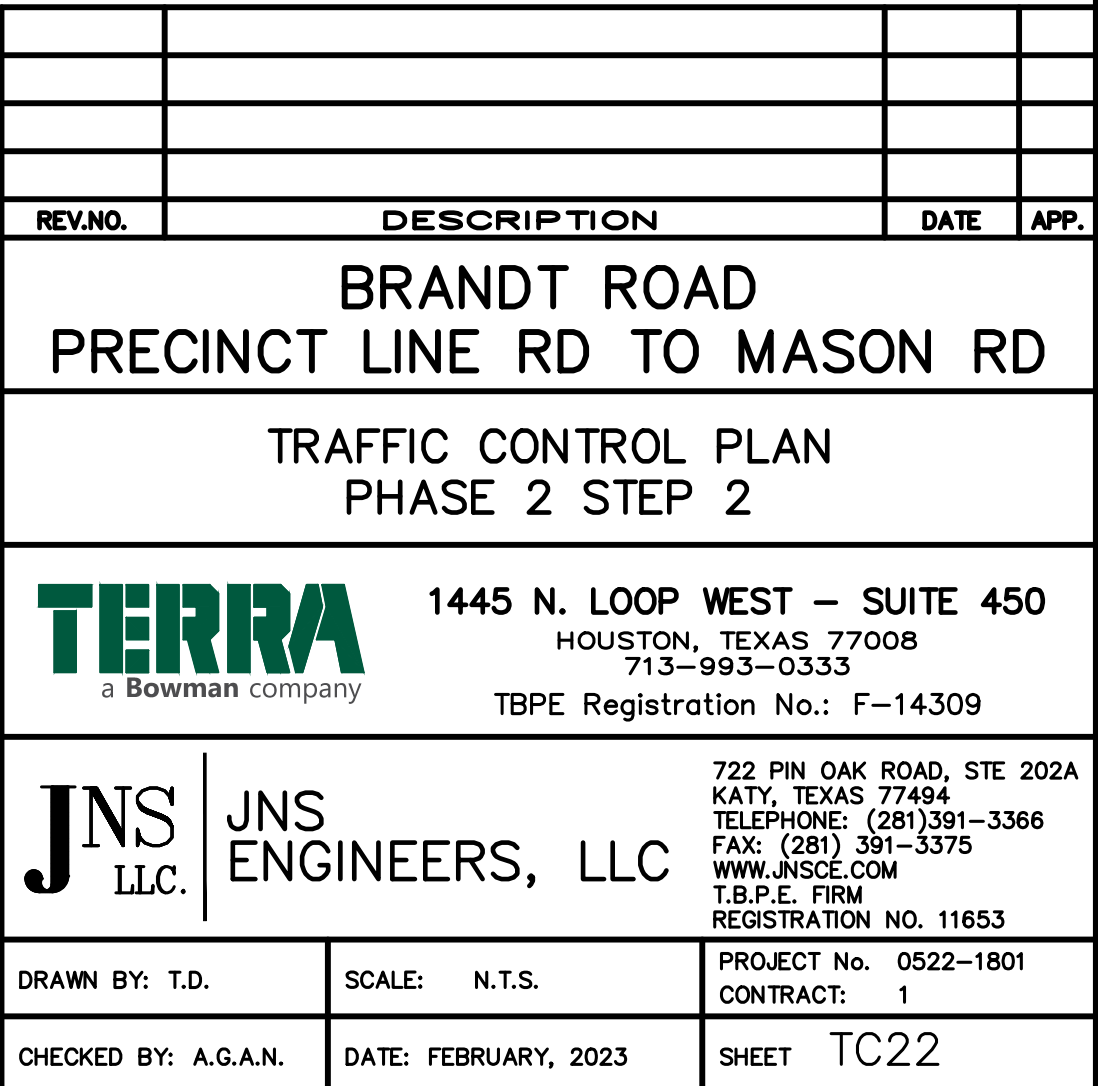 REV.NO. DESCRIPTION DATE APP.
BRANDT ROAD
PRECINCT LINE RD TO MASON RD
TRAFFIC CONTROL PLAN
PHASE 2 STEP 2
TERRA
a Bowman company
1445 N. LOOP WEST – SUITE 450
HOUSTON, TEXAS 77008
713–993–0333
TBPE Registration No.: F–14309
JNS
LLC.
JNS
ENGINEERS, LLC
722 PIN OAK ROAD, STE 202A
KATY, TEXAS 77494
TELEPHONE: (281)391–3366
FAX: (281) 391–3375
WWW.JNSCE.COM
T.B.P.E. FIRM
REGISTRATION NO. 11653
DRAWN BY: T.D.
SCALE: N.T.S.
PROJECT No. 0522–1801
CONTRACT: 1
CHECKED BY: A.G.A.N.
DATE: FEBRUARY, 2023
SHEET TC22